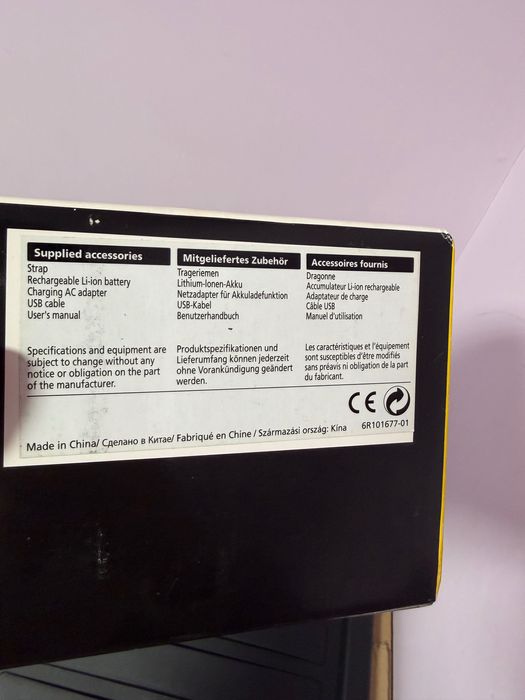 Supplied accessories
Strap
Rechargeable Li-ion battery
Charging AC adapter
USB cable
User's manual
Specifications and equipment are
subject to change without any
notice or obligation on the part
of the manufacturer.
Mitgeliefertes Zubehör
Trageriemen
Lithium-Ionen-Akku
Netzadapter für Akkuladefunktion
USB-Kabel
Benutzerhandbuch
Produktspezifikationen und
Lieferumfang können jederzeit
ohne Vorankündigung geändert
werden.
Accessoires fournis
Dragonne
Accumulateur Li-ion rechargeable
Adaptateur de charge
Câble USB
Manuel d'utilisation
Les caractéristiques et l'équipement
sont susceptibles d'être modifiés
sans préavis ni obligation de la part
du fabricant.
CE
Made in China/ Сделано в Китае/ Fabriqué en Chine / Származási ország: Kína
6R101677-01